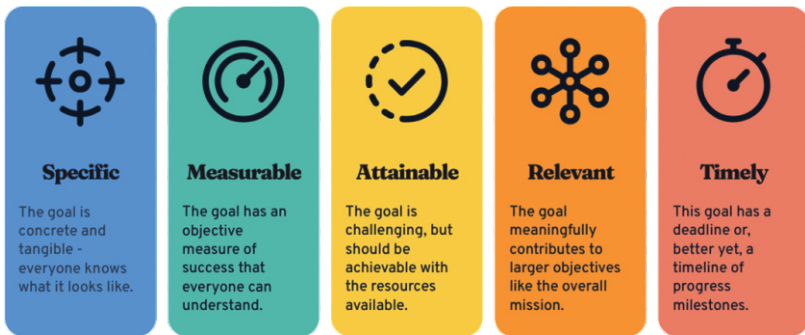 Specific
The goal is
concrete and
tangible -
everyone knows
what it looks like.
Measurable
The goal has an
objective
measure of
success that
everyone can
understand.
Attainable
The goal is
challenging, but
should be
achievable with
the resources
available.
Relevant
The goal
meaningfully
contributes to
larger objectives
like the overall
mission.
Timely
This goal has a
deadline or,
better yet, a
timeline of
progress
milestones.